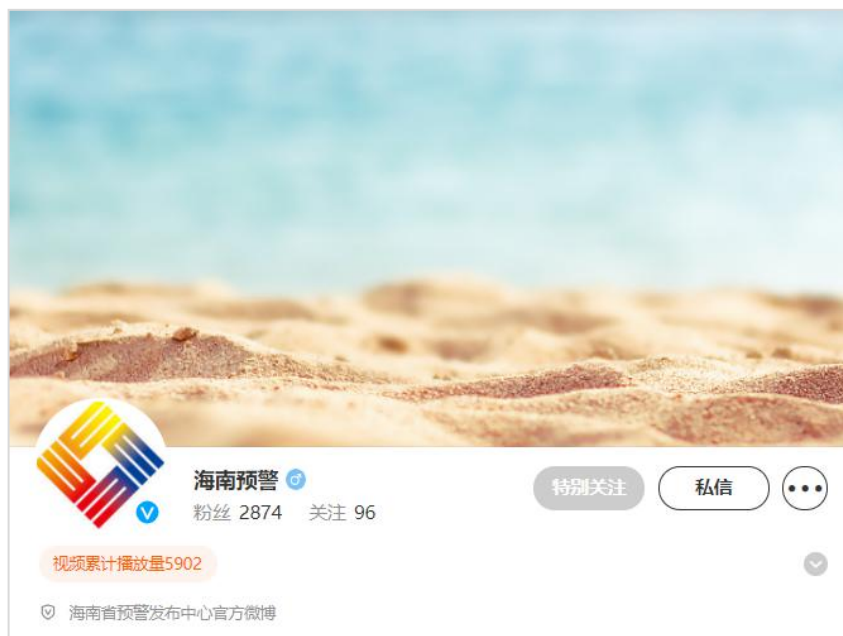 海南预警
特别关注
私信
粉丝 2874 关注 96
视频累计播放量5902
海南省预警发布中心官方微博